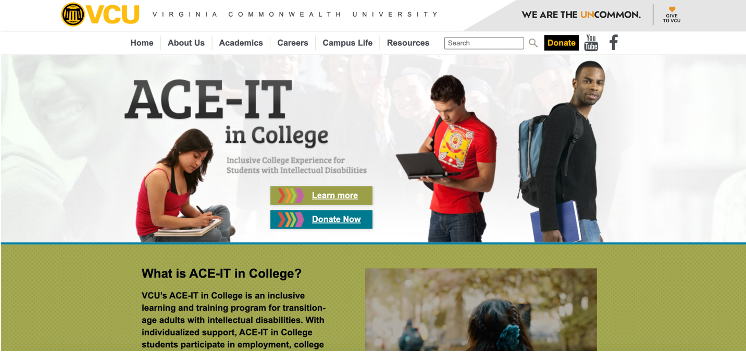 VCU VIRGINIA COMMONWEALTH UNIVERSITY
WE ARE THE UNCOMMON.
GIVE
TO VCU
Home
About Us
Academics
Careers
Campus Life
Resources
Search
Donate
You
Tube
f
ACE-IT
in College
Inclusive College Experience for
Students with Intellectual Disabilities
Learn more
Donate Now
What is ACE-IT in College?
VCU's ACE-IT in College is an inclusive
learning and training program for transition-
age adults with intellectual disabilities. With
individualized support, ACE-IT in College
students participate in employment, college